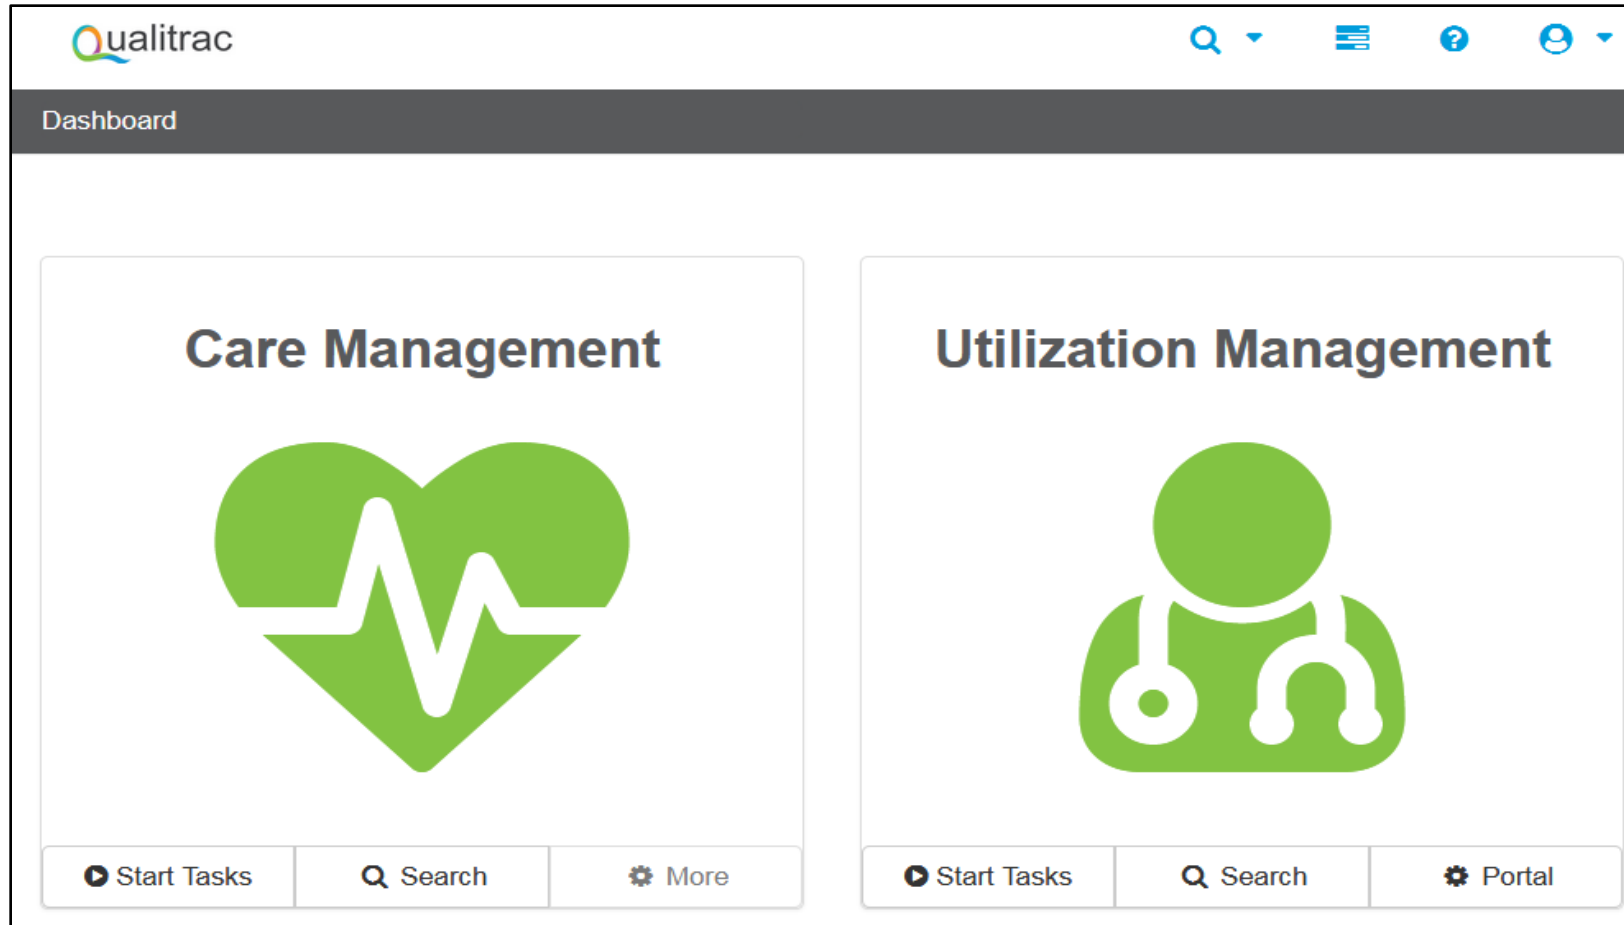 Qualitrac
Dashboard
Care Management
Utilization Management
Start Tasks
Search
More
Start Tasks
Search
Portal